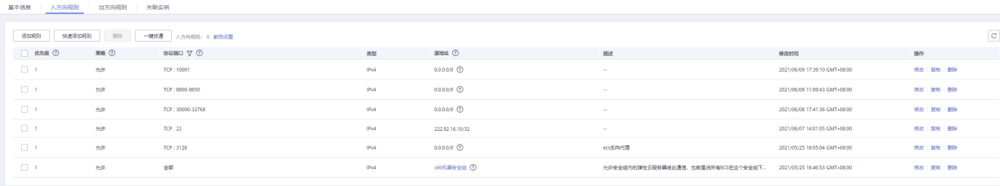 基本信息 入方向规则 出方向规则 关联实例
添加规则 快速添加规则 删除 一键放通 入方向规则: 6 教我设置
优先级 策略 协议端口 类型 源地址 描述 修改时间 操作
1 允许 TCP : 10001 IPv4 0.0.0.0/0 -- 2021/06/09 17:39:10 GMT+08:00 修改 复制 删除
1 允许 TCP : 8800-8850 IPv4 0.0.0.0/0 -- 2021/06/09 11:09:43 GMT+08:00 修改 复制 删除
1 允许 TCP : 30000-32768 IPv4 0.0.0.0/0 -- 2021/06/08 17:41:36 GMT+08:00 修改 复制 删除
1 允许 TCP : 22 IPv4 222.92.16.10/32 2021/06/07 14:01:05 GMT+08:00 修改 复制 删除
1 允许 TCP : 3128 IPv4 0.0.0.0/0 ecs反向代理 2021/05/25 18:05:04 GMT+08:00 修改 复制 删除
1 允许 全部 IPv4 x86机器安全组 允许安全组内的弹性云服务器彼此通信，也就是说所有ECS在这个安全组下... 2021/05/25 16:46:53 GMT+08:00 修改 复制 删除